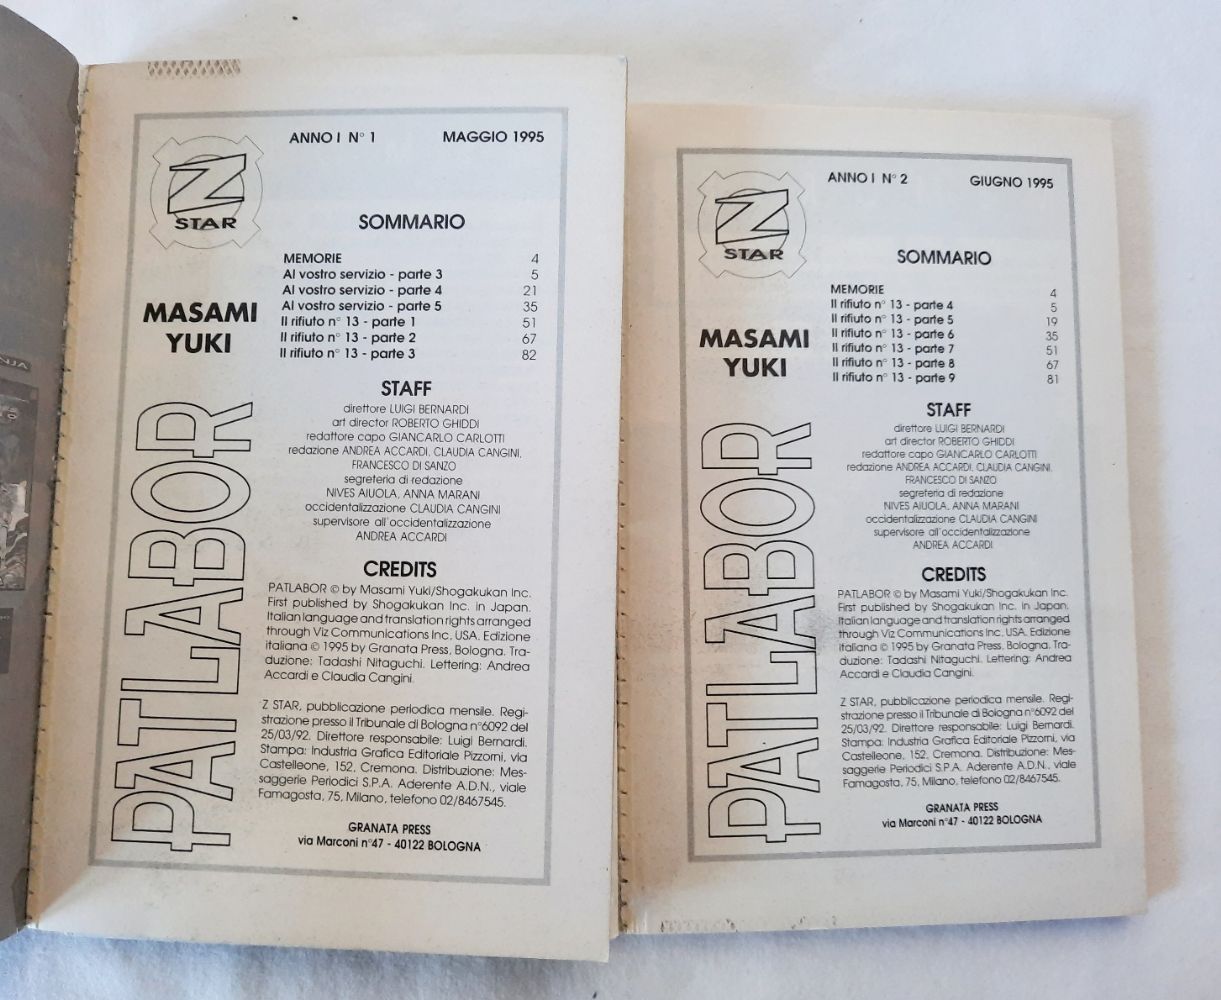 ANNO I N° 1 MAGGIO 1995
Z
STAR
SOMMARIO
MEMORIE 4
Al vostro servizio - parte 3 5
Al vostro servizio - parte 4 21
Al vostro servizio - parte 5 35
Il rifiuto n° 13 - parte 1 51
Il rifiuto n° 13 - parte 2 67
Il rifiuto n° 13 - parte 3 82
MASAMI
YUKI
PATLABOR
STAFF
direttore LUIGI BERNARDI
art director ROBERTO GHIDDI
redattore capo GIANCARLO CARLOTTI
redazione ANDREA ACCARDI, CLAUDIA CANGINI,
FRANCESCO DI SANZO
segreteria di redazione
NIVES AIUOLA, ANNA MARANI
occidentalizzazione CLAUDIA CANGINI
supervisore all'occidentalizzazione
ANDREA ACCARDI
CREDITS
PATLABOR © by Masami Yuki/Shogakukan Inc.
First published by Shogakukan Inc. in Japan.
Italian language and translation rights arranged
through Viz Communications Inc, USA. Edizione
italiana © 1995 by Granata Press, Bologna. Tra-
duzione: Tadashi Nitaguchi. Lettering: Andrea
Accardi e Claudia Cangini.
Z STAR, pubblicazione periodica mensile. Regi-
strazione presso il Tribunale di Bologna n°6092 del
25/03/92. Direttore responsabile: Luigi Bernardi.
Stampa: Industria Grafica Editoriale Pizzorni, via
Castelleone, 152, Cremona. Distribuzione: Mes-
saggerie Periodici S.P.A. Aderente A.D.N., viale
Famagosta, 75, Milano, telefono 02/8467545.
GRANATA PRESS
via Marconi n°47 - 40122 BOLOGNA
ANNO I N° 2 GIUGNO 1995
Z
STAR
SOMMARIO
MEMORIE 4
Il rifiuto n° 13 - parte 4 5
Il rifiuto n° 13 - parte 5 19
Il rifiuto n° 13 - parte 6 35
Il rifiuto n° 13 - parte 7 51
Il rifiuto n° 13 - parte 8 67
Il rifiuto n° 13 - parte 9 81
MASAMI
YUKI
PATLABOR
STAFF
direttore LUIGI BERNARDI
art director ROBERTO GHIDDI
redattore capo GIANCARLO CARLOTTI
redazione ANDREA ACCARDI, CLAUDIA CANGINI,
FRANCESCO DI SANZO
segreteria di redazione
NIVES AIUOLA, ANNA MARANI
occidentalizzazione CLAUDIA CANGINI
supervisore all'occidentalizzazione
ANDREA ACCARDI
CREDITS
PATLABOR © by Masami Yuki/Shogakukan Inc.
First published by Shogakukan Inc. in Japan.
Italian language and translation rights arranged
through Viz Communications Inc, USA. Edizione
italiana © 1995 by Granata Press, Bologna. Tra-
duzione: Tadashi Nitaguchi. Lettering: Andrea
Accardi e Claudia Cangini.
Z STAR, pubblicazione periodica mensile. Regi-
strazione presso il Tribunale di Bologna n°6092 del
25/03/92. Direttore responsabile: Luigi Bernardi.
Stampa: Industria Grafica Editoriale Pizzorni, via
Castelleone, 152, Cremona. Distribuzione: Mes-
saggerie Periodici S.P.A. Aderente A.D.N., viale
Famagosta, 75, Milano, telefono 02/8467545.
GRANATA PRESS
via Marconi n°47 - 40122 BOLOGNA